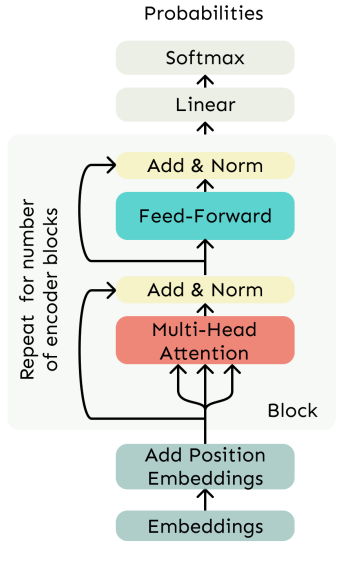 Probabilities
Softmax
Linear
Add & Norm
Feed-Forward
Add & Norm
Multi-Head
Attention
Repeat for number
of encoder blocks
Block
Add Position
Embeddings
Embeddings